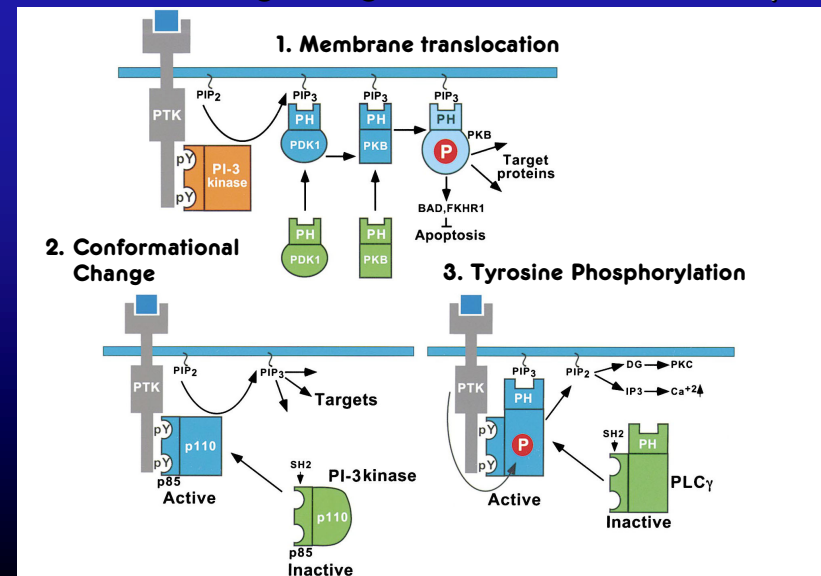 1. Membrane translocation
PIP2
PIP3
PIP3
PIP3
PTK
PH
PH
PH
PDK1
PKB
P
PKB
pY
pY
PI-3
kinase
Target
proteins
BAD,FKHR1
Apoptosis
PH
PH
PDK1
PKB
2. Conformational
Change
PTK
PIP2
PIP3
Targets
pY
pY
p110
p85
Active
SH2
PI-3kinase
p110
p85
Inactive
3. Tyrosine Phosphorylation
PTK
PIP3
PIP2
DG
PKC
IP3
Ca+2
PH
pY
pY
P
Active
SH2
PH
PLCγ
Inactive